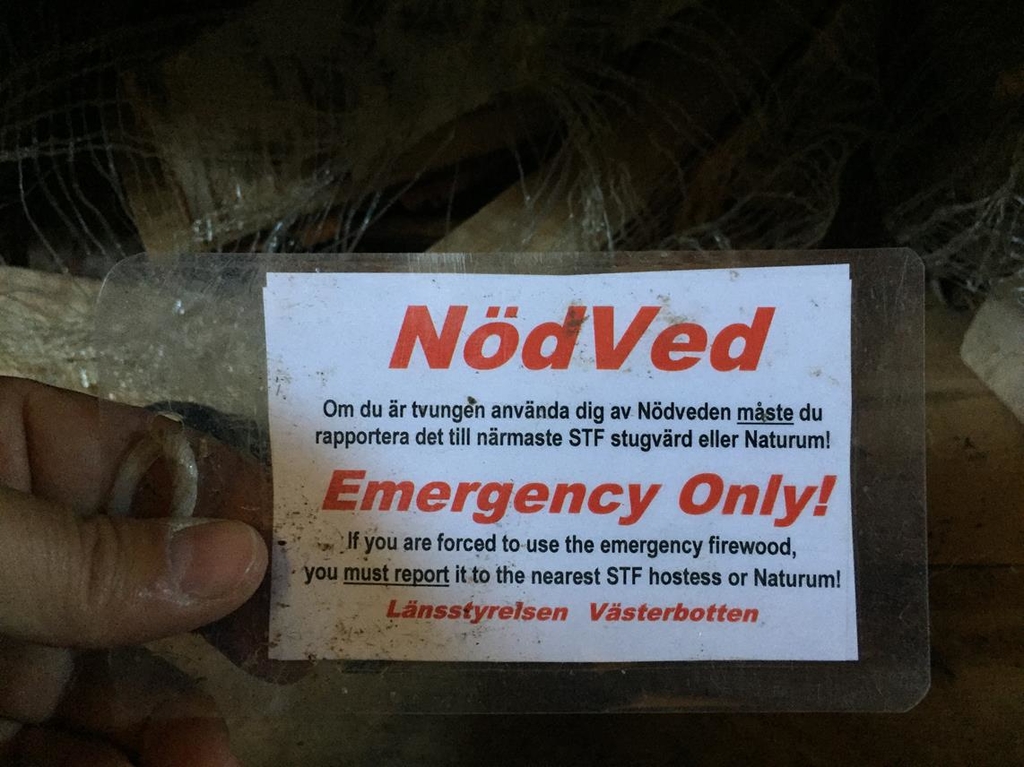 NödVed
Om du är tvungen använda dig av Nödveden måste du
rapportera det till närmaste STF stugvärd eller Naturum!
Emergency Only!
If you are forced to use the emergency firewood,
you must report it to the nearest STF hostess or Naturum!
Länsstyrelsen Västerbotten